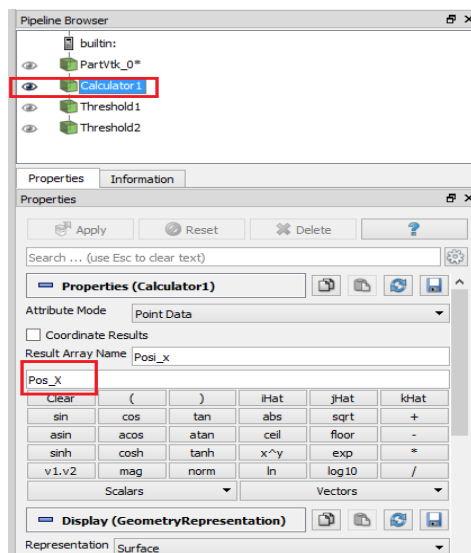 Pipeline Browser
builtin:
PartVtk_0*
Calculator1
Threshold1
Threshold2
Properties Information
Properties
Apply Reset Delete ?
Search ... (use Esc to clear text)
Properties (Calculator1)
Attribute Mode Point Data
Coordinate Results
Result Array Name Posi_x
Pos_X
Clear ( ) iHat jHat kHat
sin cos tan abs sqrt +
asin acos atan ceil floor -
sinh cosh tanh x^y exp *
v1.v2 mag norm ln log10 /
Scalars Vectors
Display (GeometryRepresentation)
Representation Surface